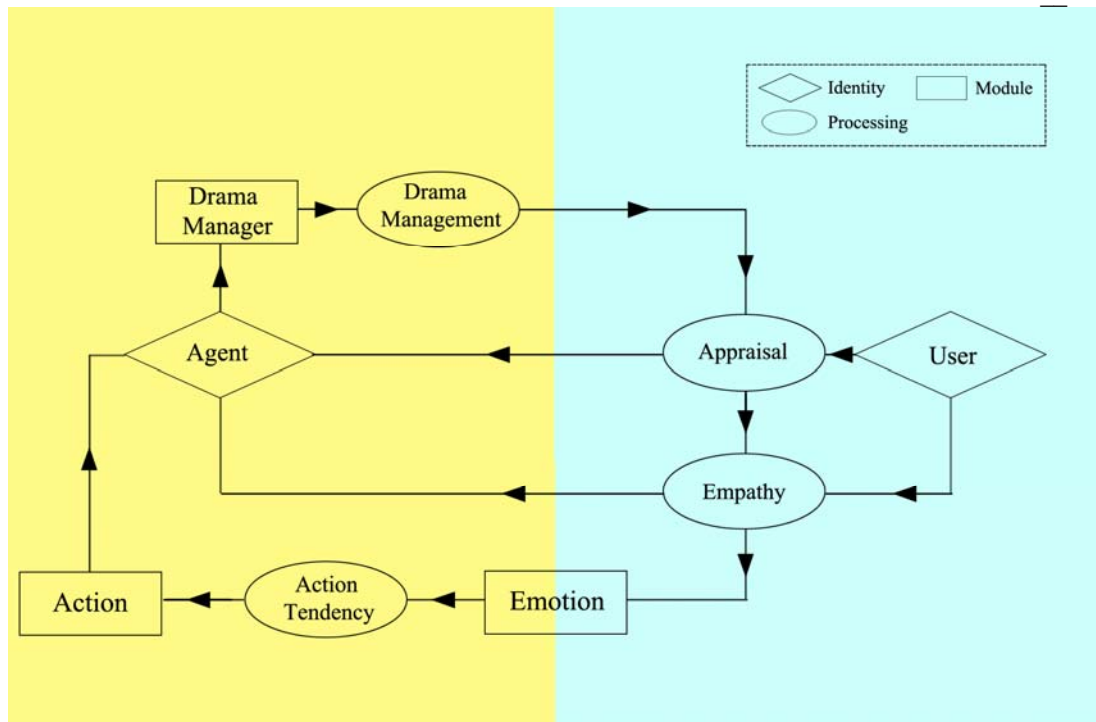 Identity
Module
Processing
Drama
Manager
Drama
Management
Agent
Appraisal
User
Empathy
Action
Action
Tendency
Emotion